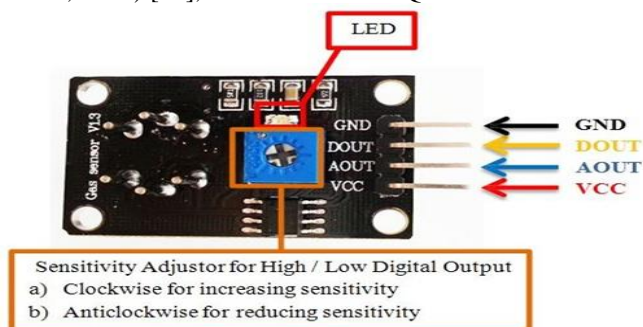 LED
Gas sensor V1.3
GND
DOUT
AOUT
VCC
GND
DOUT
AOUT
VCC
Sensitivity Adjustor for High / Low Digital Output
a) Clockwise for increasing sensitivity
b) Anticlockwise for reducing sensitivity